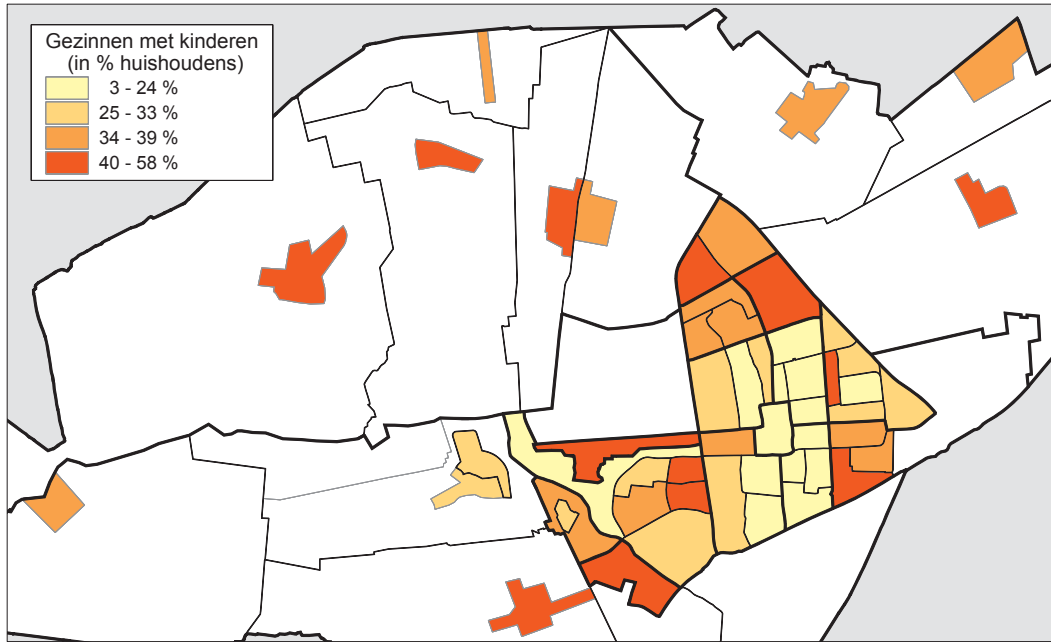 Gezinnen met kinderen
(in % huishoudens)
3 - 24 %
25 - 33 %
34 - 39 %
40 - 58 %